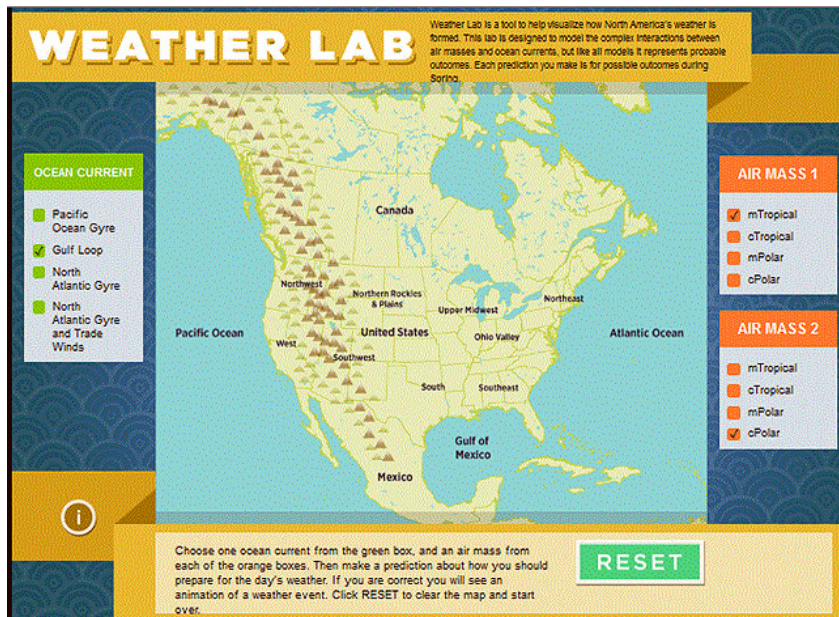 WEATHER LAB
Weather Lab is a tool to help visualize how North America's weather is
formed. This lab is designed to model the complex interactions between
air masses and ocean currents, but like all models it represents probable
outcomes. Each prediction you make is for possible outcomes during
Spring.
OCEAN CURRENT
Pacific
Ocean Gyre
Gulf Loop
North
Atlantic Gyre
North
Atlantic Gyre
and Trade
Winds
Canada
Northwest
Northern Rockies
& Plains
Upper Midwest
Northeast
Pacific Ocean
West
United States
Ohio Valley
Atlantic Ocean
Southwest
South
Southeast
Gulf of
Mexico
Mexico
AIR MASS 1
mTropical
cTropical
mPolar
cPolar
AIR MASS 2
mTropical
cTropical
mPolar
cPolar
i
Choose one ocean current from the green box, and an air mass from
each of the orange boxes. Then make a prediction about how you should
prepare for the day's weather. If you are correct you will see an
animation of a weather event. Click RESET to clear the map and start
over.
RESET